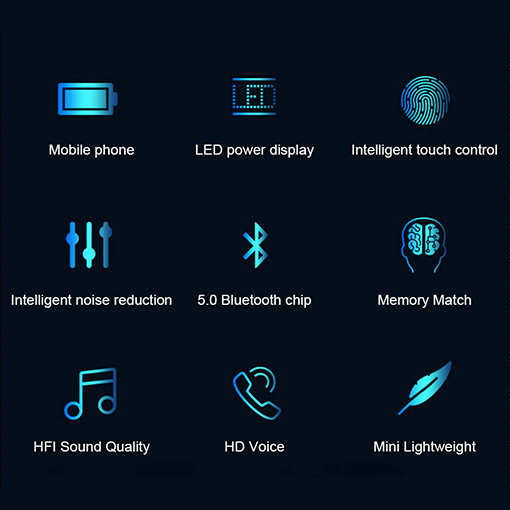 Mobile phone
LED
LED power display
Intelligent touch control
Intelligent noise reduction
5.0 Bluetooth chip
Memory Match
HFI Sound Quality
HD Voice
Mini Lightweight